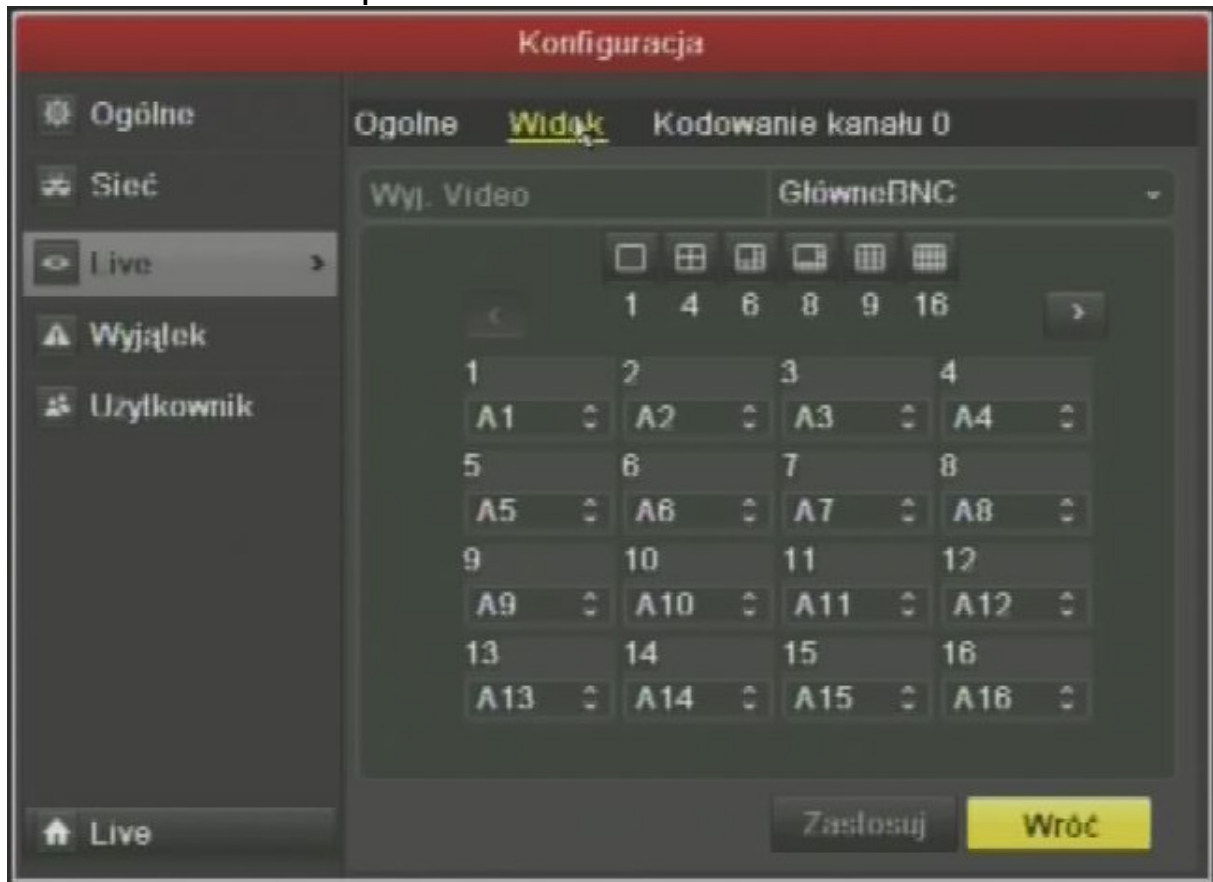 Konfiguracja
Ogólne
Sieć
Live
Wyjątek
Użytkownik
Live
Ogolne Widok Kodowanie kanału 0
Wyj. Video GłówneBNC
1 4 6 8 9 16
1 2 3 4
A1 A2 A3 A4
5 6 7 8
A5 A6 A7 A8
9 10 11 12
A9 A10 A11 A12
13 14 15 16
A13 A14 A15 A16
Zastosuj Wróć